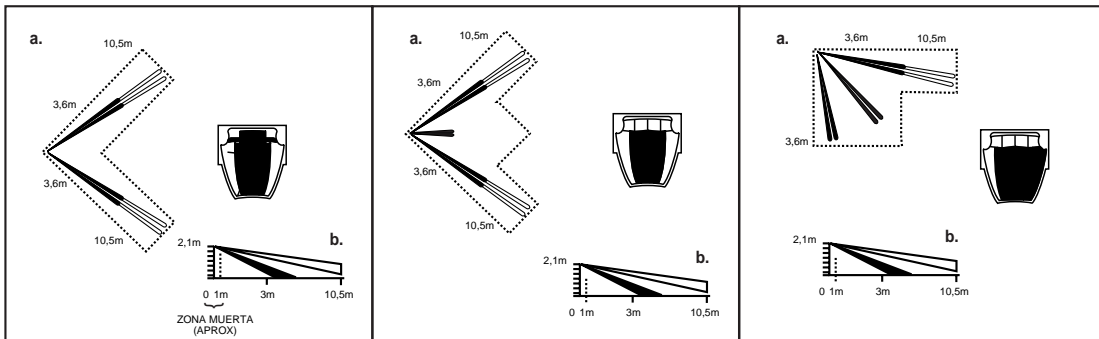 a.
10,5m
3,6m
3,6m
10,5m
b.
2,1m
0 1m 3m 10,5m
ZONA MUERTA
(APROX)
a.
10,5m
3,6m
3,6m
10,5m
b.
2,1m
0 1m 3m 10,5m
a.
3,6m 10,5m
3,6m
b.
2,1m
0 1m 3m 10,5m